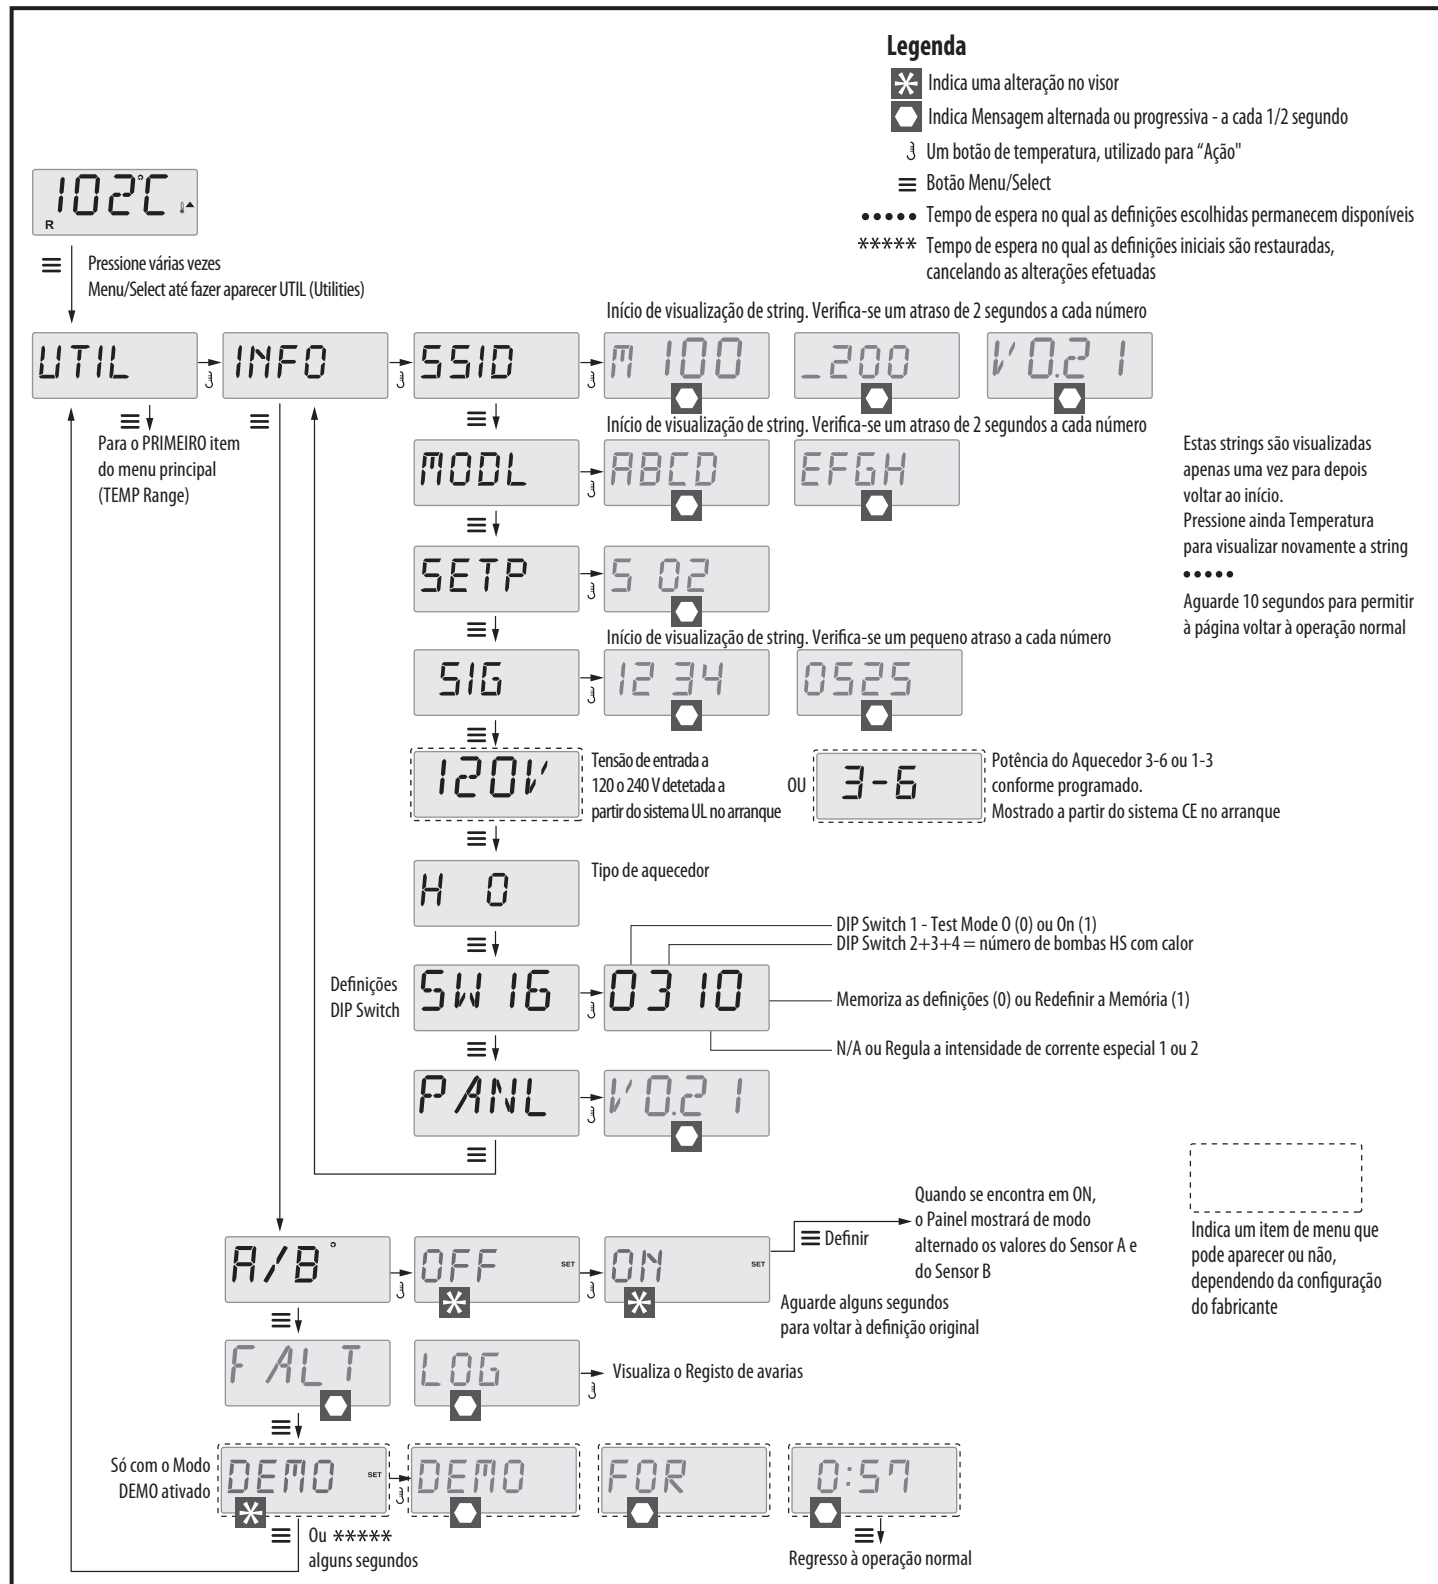 Legenda
Indica uma alteração no visor
Indica Mensagem alternada ou progressiva - a cada 1/2 segundo
Um botão de temperatura, utilizado para “Ação"
Botão Menu/Select
••••• Tempo de espera no qual as definições escolhidas permanecem disponíveis
***** Tempo de espera no qual as definições iniciais são restauradas,
cancelando as alterações efetuadas
102°C
R
Pressione várias vezes
Menu/Select até fazer aparecer UTIL (Utilities)
Início de visualização de string. Verifica-se um atraso de 2 segundos a cada número
UTIL
INFO
SSID
M 100
_200
V 0.21
Para o PRIMEIRO item
do menu principal
(TEMP Range)
Início de visualização de string. Verifica-se um atraso de 2 segundos a cada número
MODL
ABCD
EFGH
Estas strings são visualizadas
apenas uma vez para depois
voltar ao início.
Pressione ainda Temperatura
para visualizar novamente a string
•••••
Aguarde 10 segundos para permitir
à página voltar à operação normal
SETP
S 02
Início de visualização de string. Verifica-se um pequeno atraso a cada número
SIG
1234
0525
120V
Tensão de entrada a
120 o 240 V detetada a
partir do sistema UL no arranque
OU
3-6
Potência do Aquecedor 3-6 ou 1-3
conforme programado.
Mostrado a partir do sistema CE no arranque
H 0
Tipo de aquecedor
DIP Switch 1 - Test Mode O (0) ou On (1)
DIP Switch 2+3+4 = número de bombas HS com calor
Definições
DIP Switch
SW 16
0310
Memoriza as definições (0) ou Redefinir a Memória (1)
N/A ou Regula a intensidade de corrente especial 1 ou 2
PANL
V 0.21
Quando se encontra em ON,
o Painel mostrará de modo
alternado os valores do Sensor A e
do Sensor B
Definir
Indica um item de menu que
pode aparecer ou não,
dependendo da configuração
do fabricante
A/B°
OFF
SET
ON
SET
Aguarde alguns segundos
para voltar à definição original
FALT
LOG
Visualiza o Registo de avarias
Só com o Modo
DEMO ativado
DEMO
SET
DEMO
FOR
0:57
Ou *****
alguns segundos
Regresso à operação normal